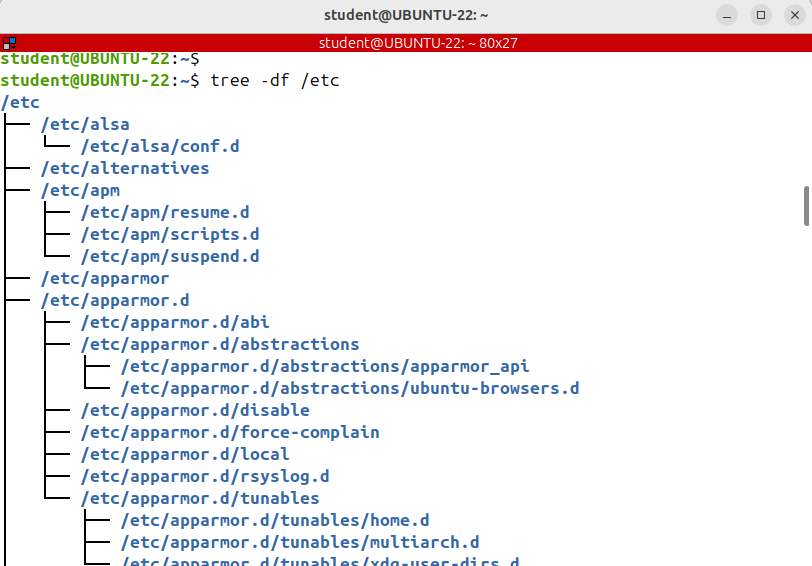 student@UBUNTU-22: ~
student@UBUNTU-22: ~ 80x27
student@UBUNTU-22:~$
student@UBUNTU-22:~$ tree -df /etc
/etc
├── /etc/alsa
│   └── /etc/alsa/conf.d
├── /etc/alternatives
├── /etc/apm
│   ├── /etc/apm/resume.d
│   ├── /etc/apm/scripts.d
│   └── /etc/apm/suspend.d
├── /etc/apparmor
├── /etc/apparmor.d
│   ├── /etc/apparmor.d/abi
│   ├── /etc/apparmor.d/abstractions
│   │   ├── /etc/apparmor.d/abstractions/apparmor_api
│   │   └── /etc/apparmor.d/abstractions/ubuntu-browsers.d
│   ├── /etc/apparmor.d/disable
│   ├── /etc/apparmor.d/force-complain
│   ├── /etc/apparmor.d/local
│   ├── /etc/apparmor.d/rsyslog.d
│   └── /etc/apparmor.d/tunables
│       ├── /etc/apparmor.d/tunables/home.d
│       ├── /etc/apparmor.d/tunables/multiarch.d
│       └── /etc/apparmor.d/tunables/xdg-user-dirs.d